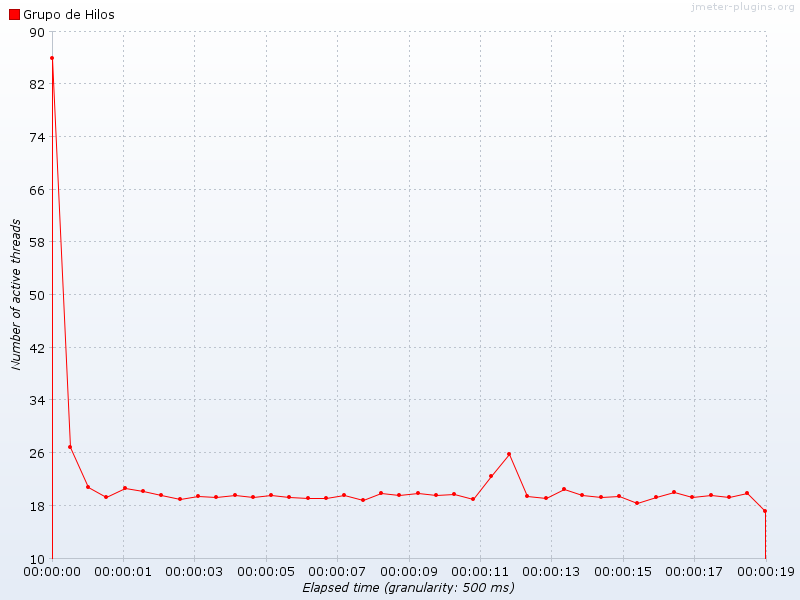 jmeter-plugins.org
Grupo de Hilos
90
82
74
66
58
50
42
34
26
18
10
Number of active threads
00:00:00 00:00:01 00:00:03 00:00:05 00:00:07 00:00:09 00:00:11 00:00:13 00:00:15 00:00:17 00:00:19
Elapsed time (granularity: 500 ms)